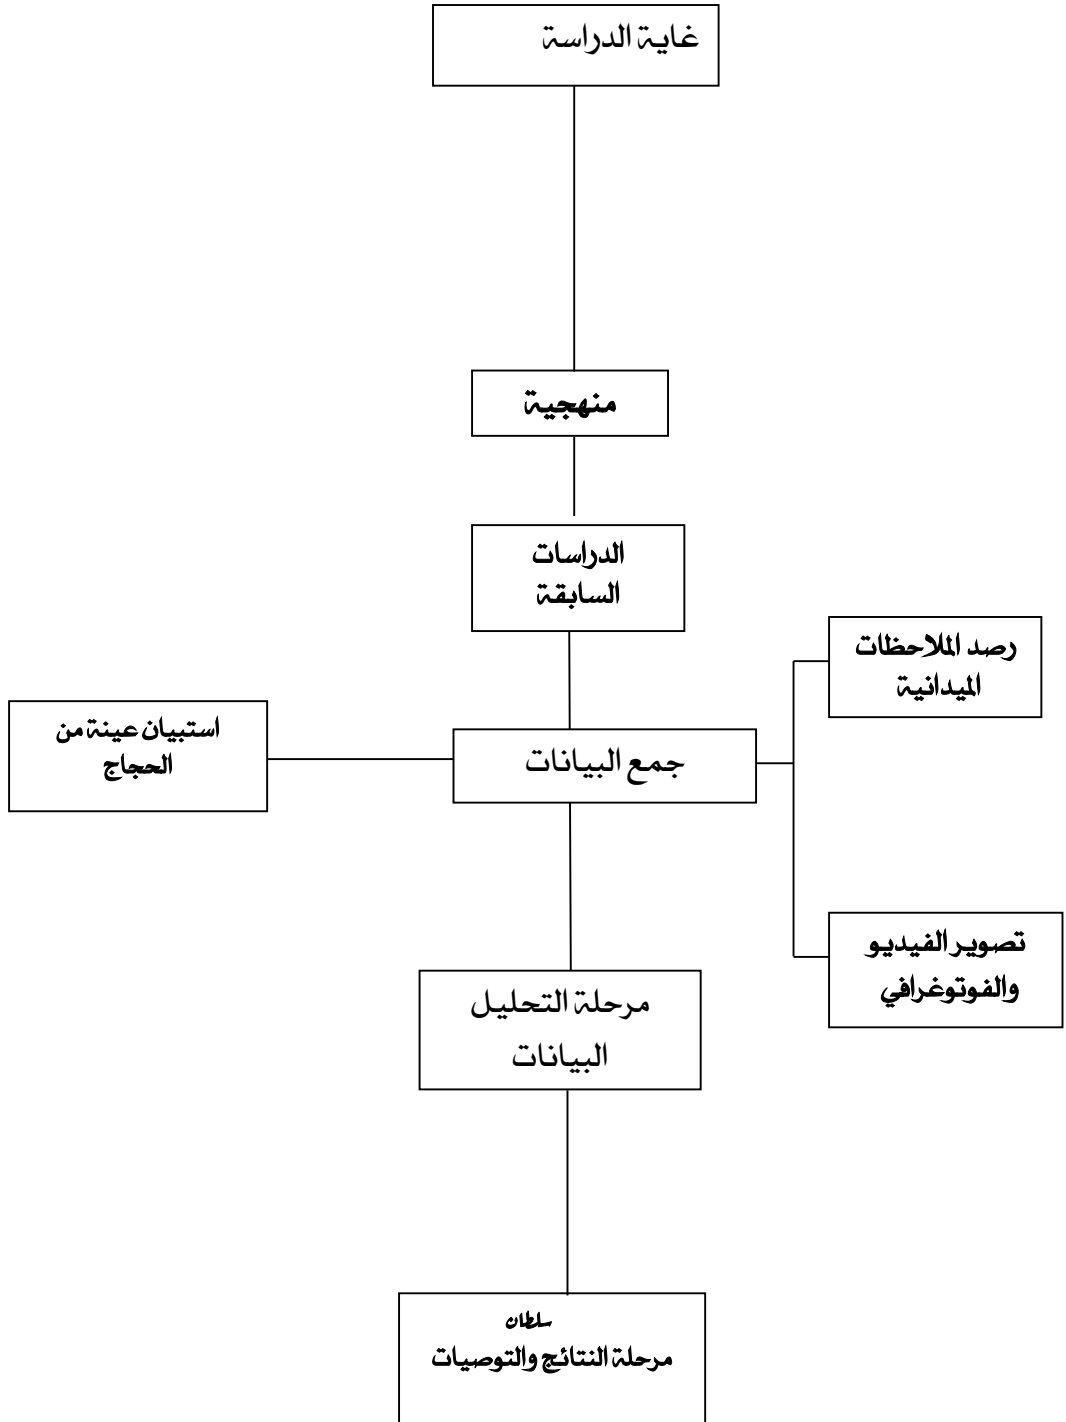 غاية الدراسة
منهجية
الدراسات
السابقة
رصد الملاحظات
الميدانية
جمع البيانات
استبيان عينة من
الحجاج
تصوير الفيديو
والفوتوغرافي
مرحلة التحليل
البيانات
سلطان
مرحلة النتائج والتوصيات